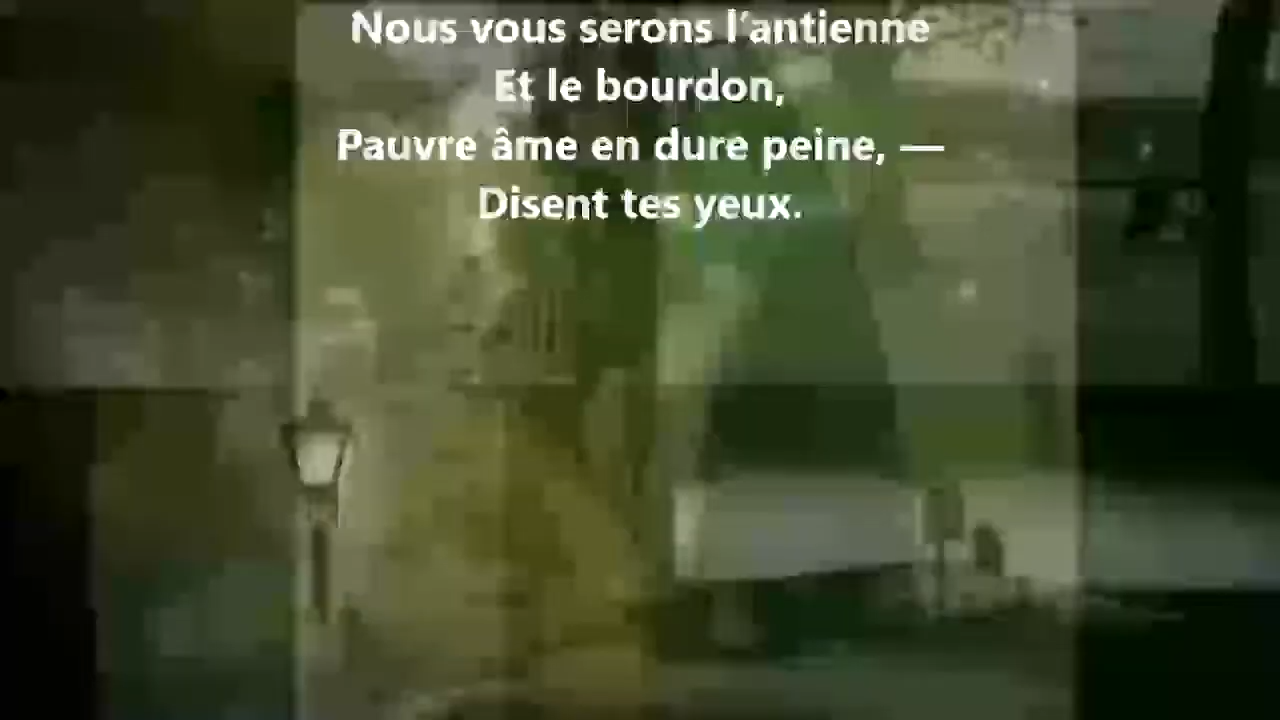 Nous vous serons l'antienne
Et le bourdon,
Pauvre âme en dure peine, —
Disent tes yeux.